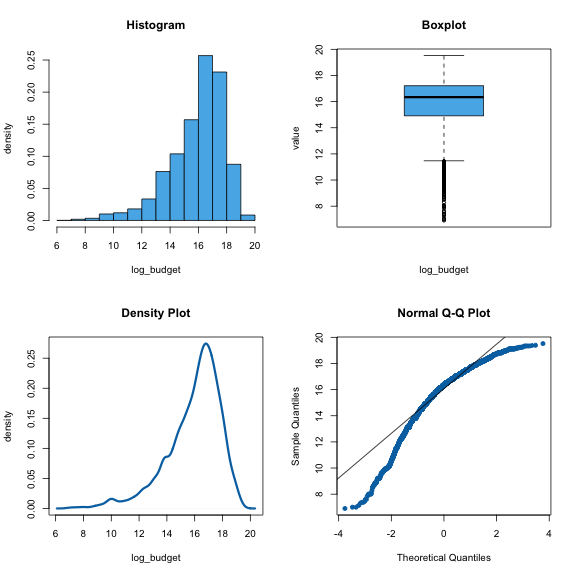 Histogram
density
0.00 0.05 0.10 0.15 0.20 0.25
6 8 10 12 14 16 18 20
log_budget
Boxplot
value
8 10 12 14 16 18 20
log_budget
Density Plot
density
0.00 0.05 0.10 0.15 0.20 0.25
6 8 10 12 14 16 18 20
log_budget
Normal Q-Q Plot
Sample Quantiles
8 10 12 14 16 18 20
-4 -2 0 2 4
Theoretical Quantiles